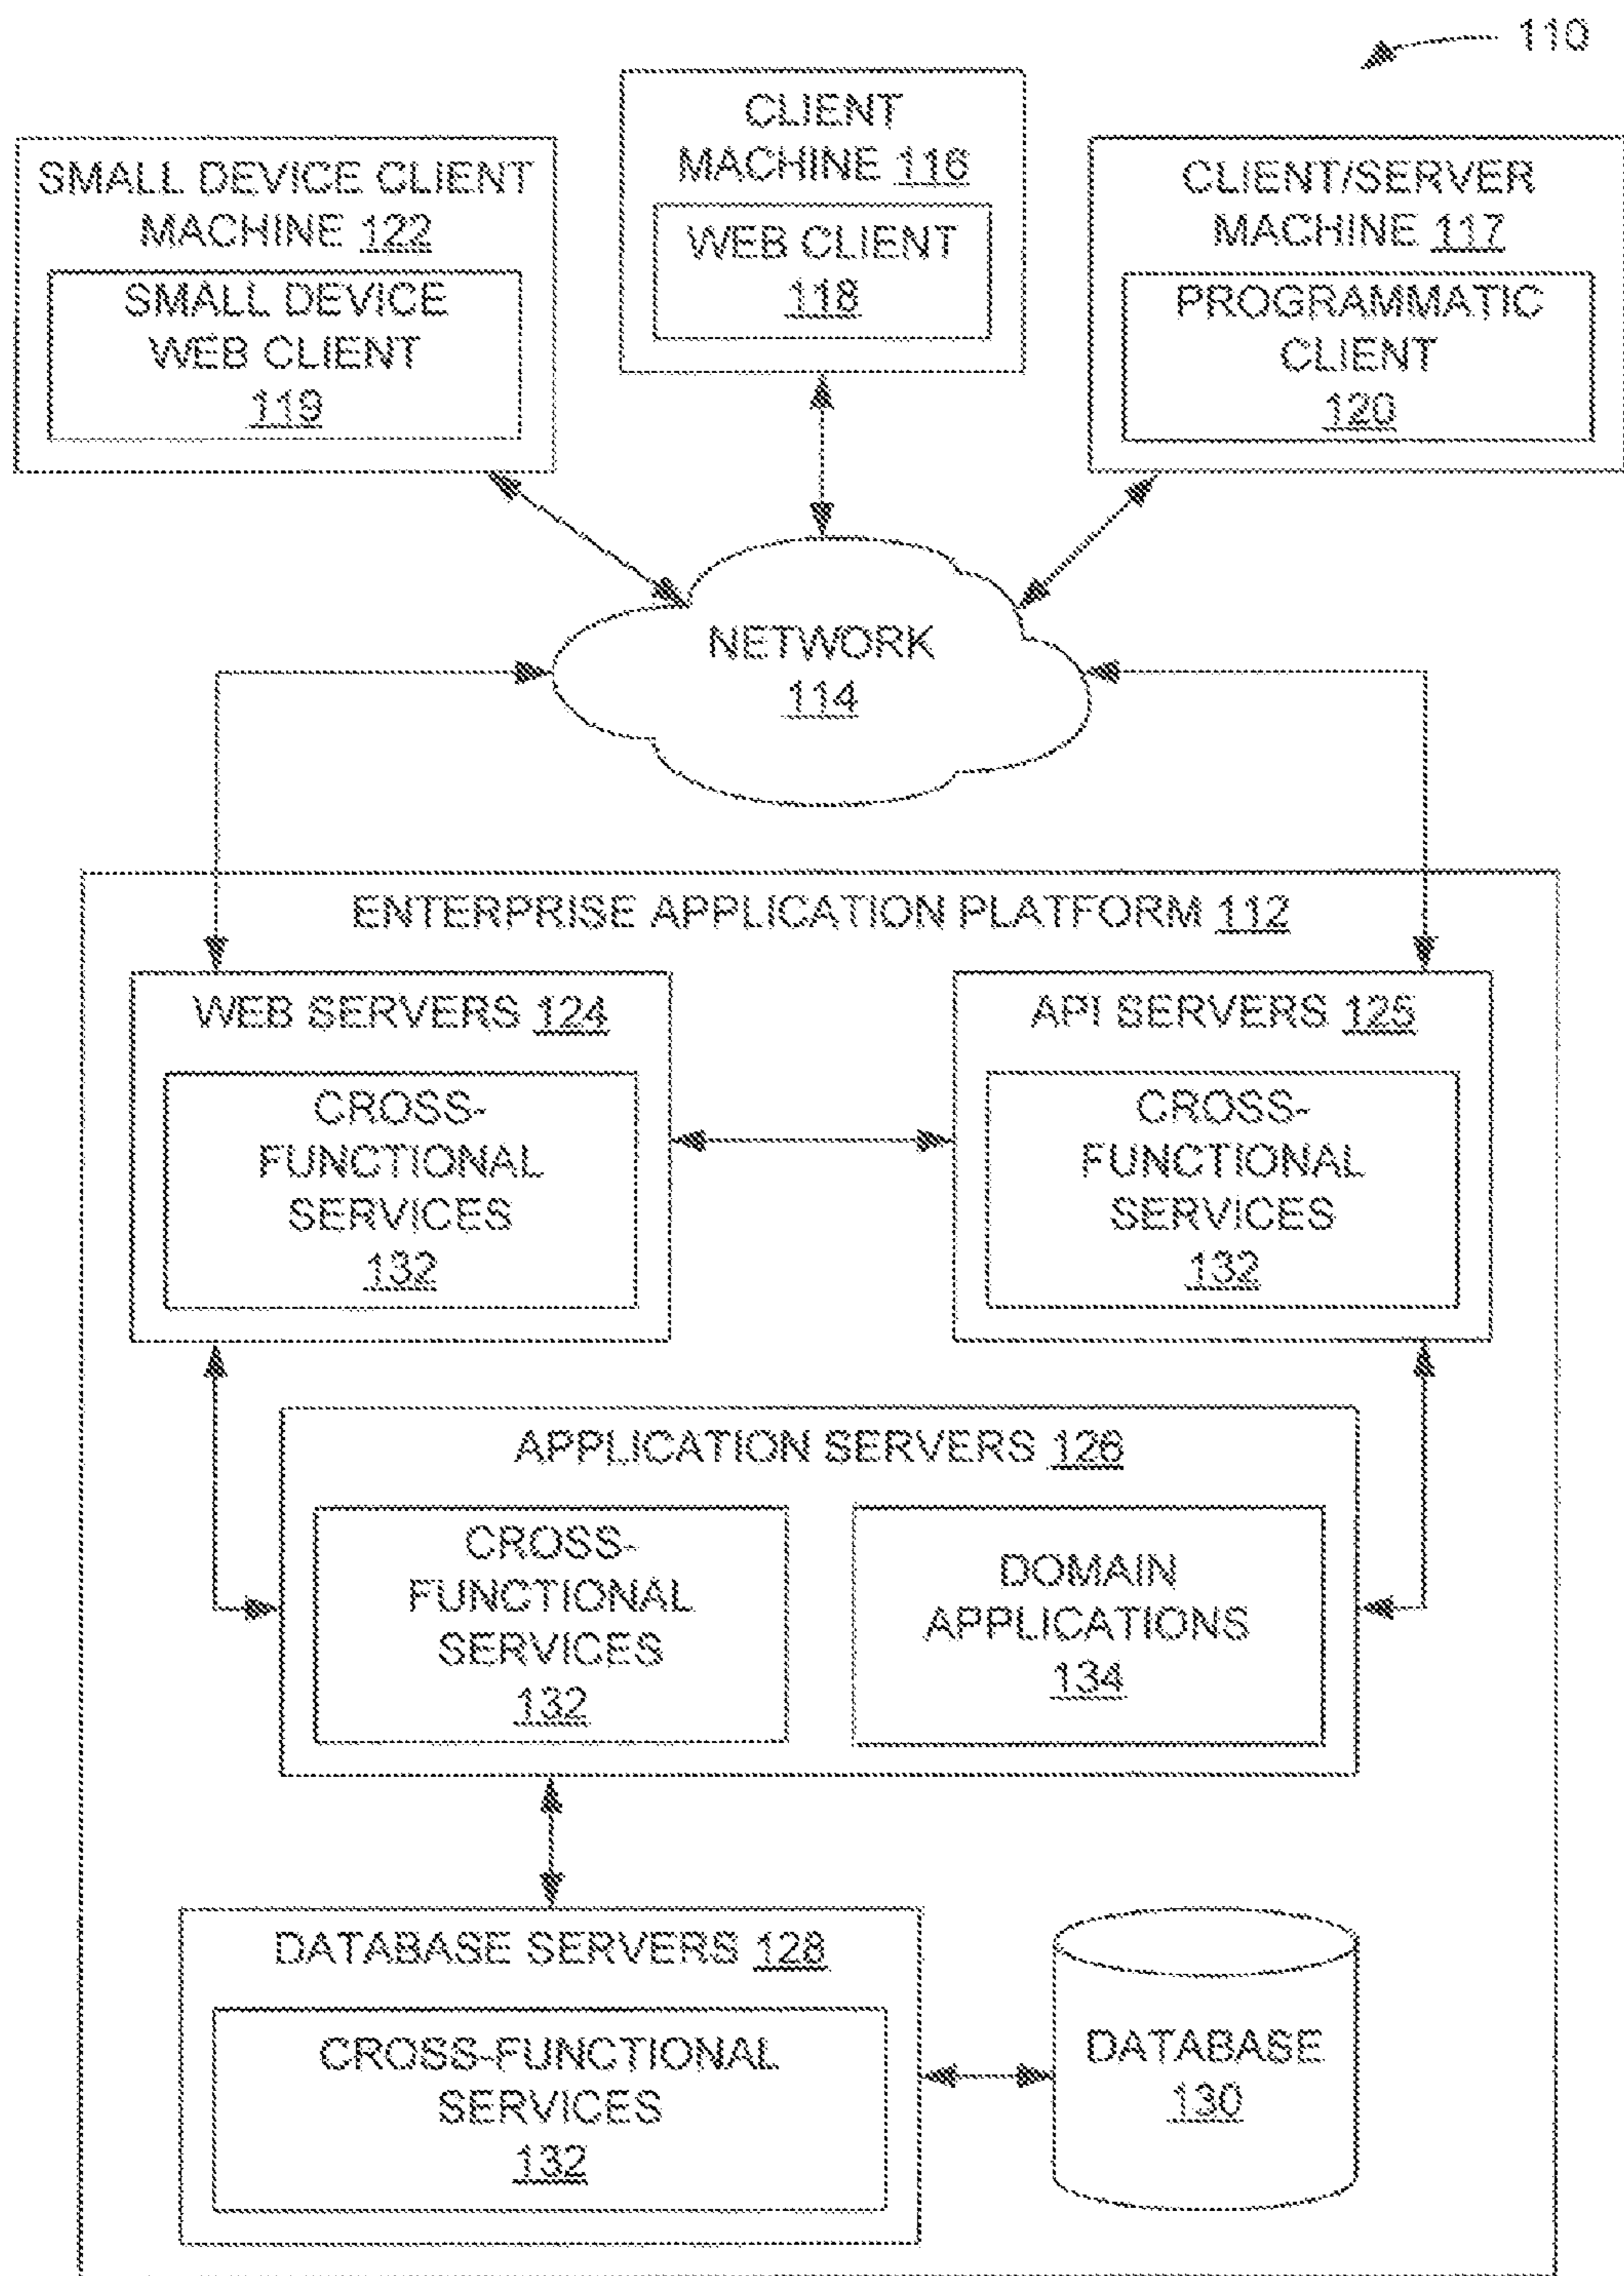 110
CLIENT
MACHINE 116
WEB CLIENT
118
SMALL DEVICE CLIENT
MACHINE 122
SMALL DEVICE
WEB CLIENT
119
CLIENT/SERVER
MACHINE 117
PROGRAMMATIC
CLIENT
120
NETWORK
114
ENTERPRISE APPLICATION PLATFORM 112
WEB SERVERS 124
CROSS-
FUNCTIONAL
SERVICES
132
API SERVERS 125
CROSS-
FUNCTIONAL
SERVICES
132
APPLICATION SERVERS 126
CROSS-
FUNCTIONAL
SERVICES
132
DOMAIN
APPLICATIONS
134
DATABASE SERVERS 128
CROSS-FUNCTIONAL
SERVICES
132
DATABASE
130